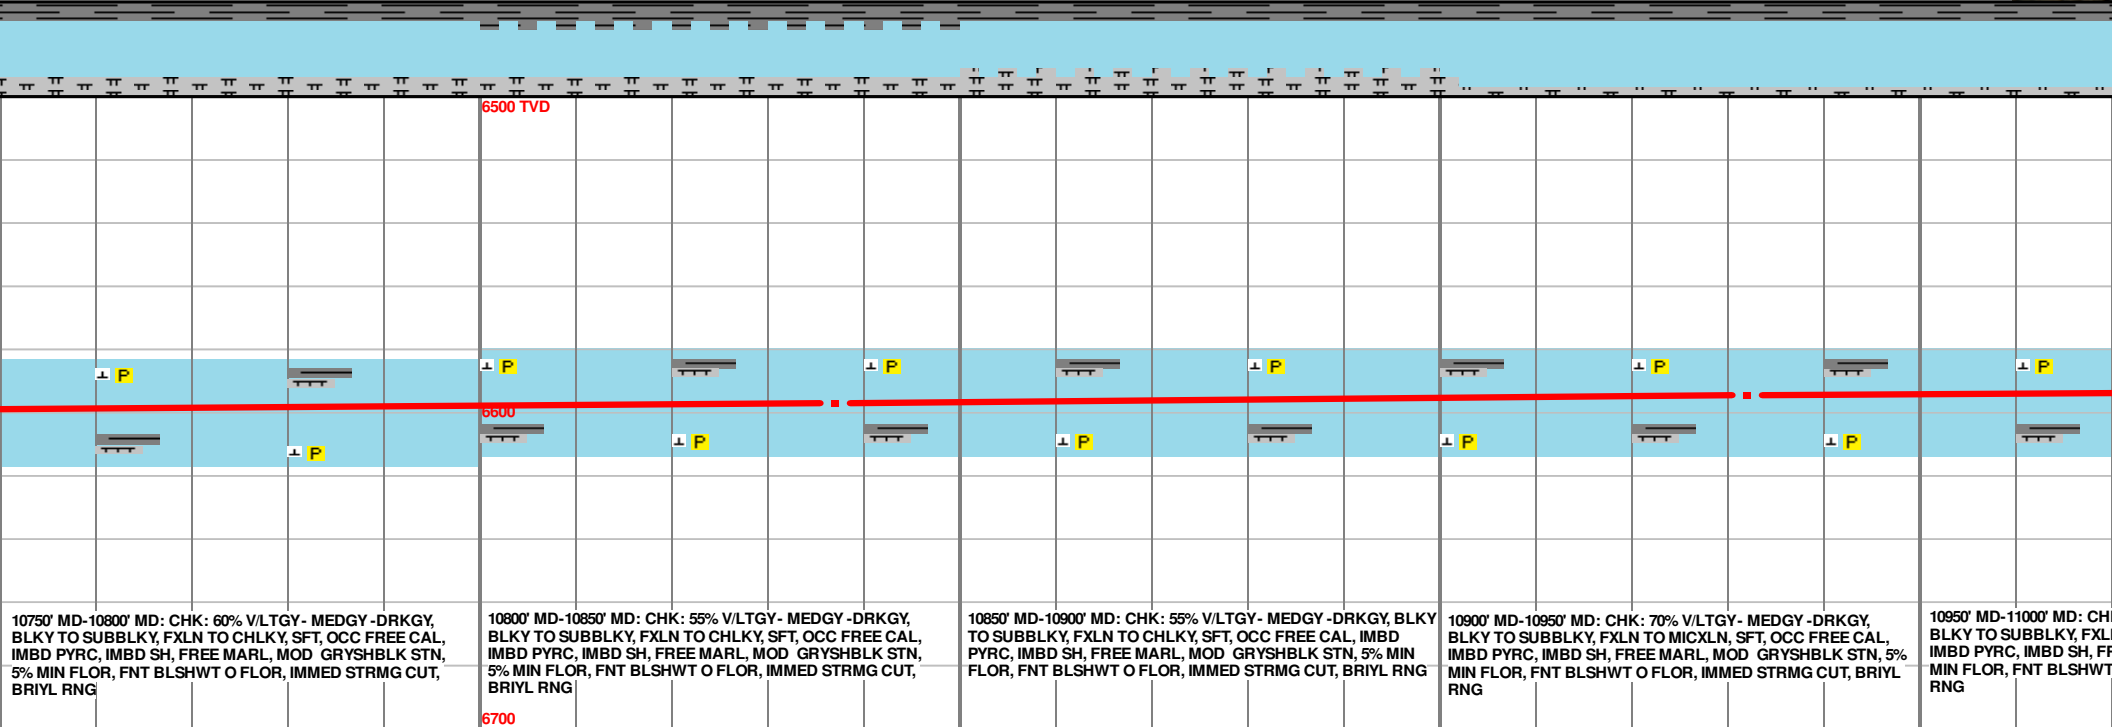 6500 TVD
P
P
P
P
P
P
P
6600
P
P
P
P
P
10750' MD-10800' MD: CHK: 60% V/LTGY- MEDGY -DRKGY,
BLKY TO SUBBLKY, FXLN TO CHLKY, SFT, OCC FREE CAL,
IMBD PYRC, IMBD SH, FREE MARL, MOD GRYSHBLK STN,
5% MIN FLOR, FNT BLSHWT O FLOR, IMMED STRMG CUT,
BRIYL RNG
10800' MD-10850' MD: CHK: 55% V/LTGY- MEDGY -DRKGY,
BLKY TO SUBBLKY, FXLN TO CHLKY, SFT, OCC FREE CAL,
IMBD PYRC, IMBD SH, FREE MARL, MOD GRYSHBLK STN,
5% MIN FLOR, FNT BLSHWT O FLOR, IMMED STRMG CUT,
BRIYL RNG
10850' MD-10900' MD: CHK: 55% V/LTGY- MEDGY -DRKGY, BLKY
TO SUBBLKY, FXLN TO CHLKY, SFT, OCC FREE CAL, IMBD
PYRC, IMBD SH, FREE MARL, MOD GRYSHBLK STN, 5% MIN
FLOR, FNT BLSHWT O FLOR, IMMED STRMG CUT, BRIYL RNG
10900' MD-10950' MD: CHK: 70% V/LTGY- MEDGY -DRKGY,
BLKY TO SUBBLKY, FXLN TO MICXLN, SFT, OCC FREE CAL,
IMBD PYRC, IMBD SH, FREE MARL, MOD GRYSHBLK STN, 5%
MIN FLOR, FNT BLSHWT O FLOR, IMMED STRMG CUT, BRIYL
RNG
10950' MD-11000' MD:
BLKY TO SUBBLKY,
IMBD PYRC, IMBD SH,
MIN FLOR, FNT BLSHWT
RNG
6700